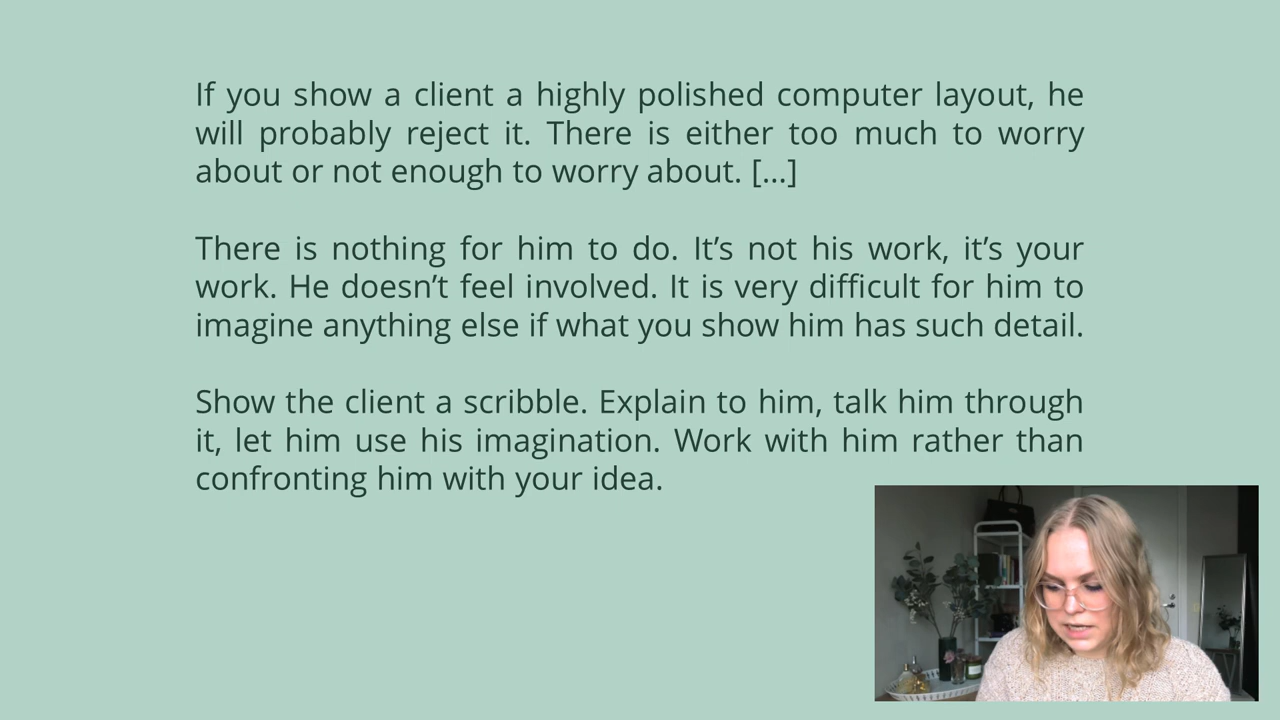 If you show a client a highly polished computer layout, he
will probably reject it. There is either too much to worry
about or not enough to worry about. [...]
There is nothing for him to do. It’s not his work, it’s your
work. He doesn’t feel involved. It is very difficult for him to
imagine anything else if what you show him has such detail.
Show the client a scribble. Explain to him, talk him through
it, let him use his imagination. Work with him rather than
confronting him with your idea.